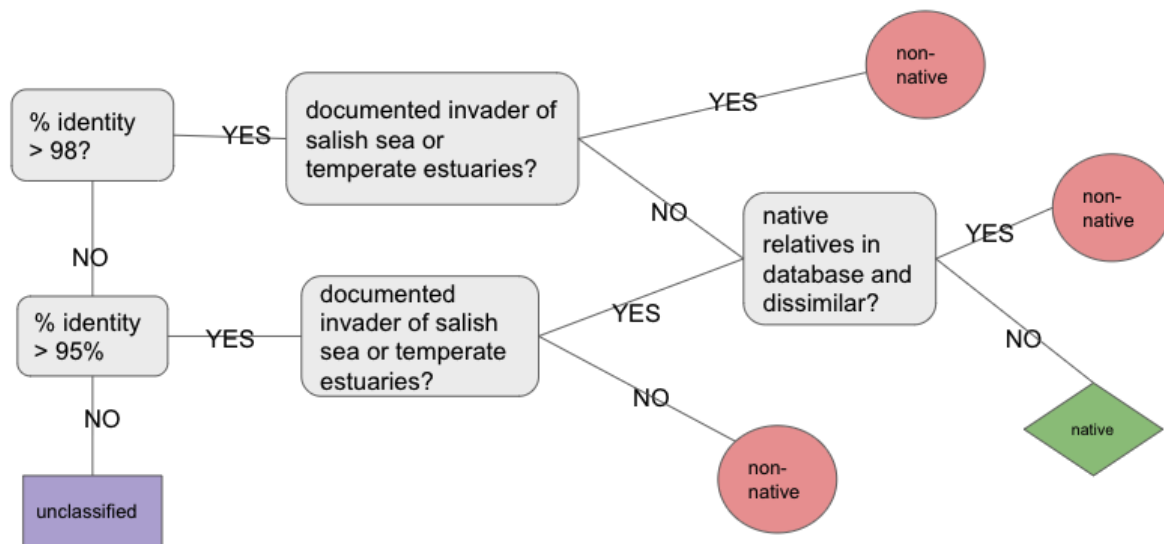 % identity
> 98?
YES
documented invader of
salish sea or
temperate estuaries?
YES
non-
native
NO
NO
native
relatives in
database and
dissimilar?
YES
non-
native
NO
native
% identity
> 95%
YES
documented
invader of salish
sea or temperate
estuaries?
YES
NO
non-
native
NO
unclassified